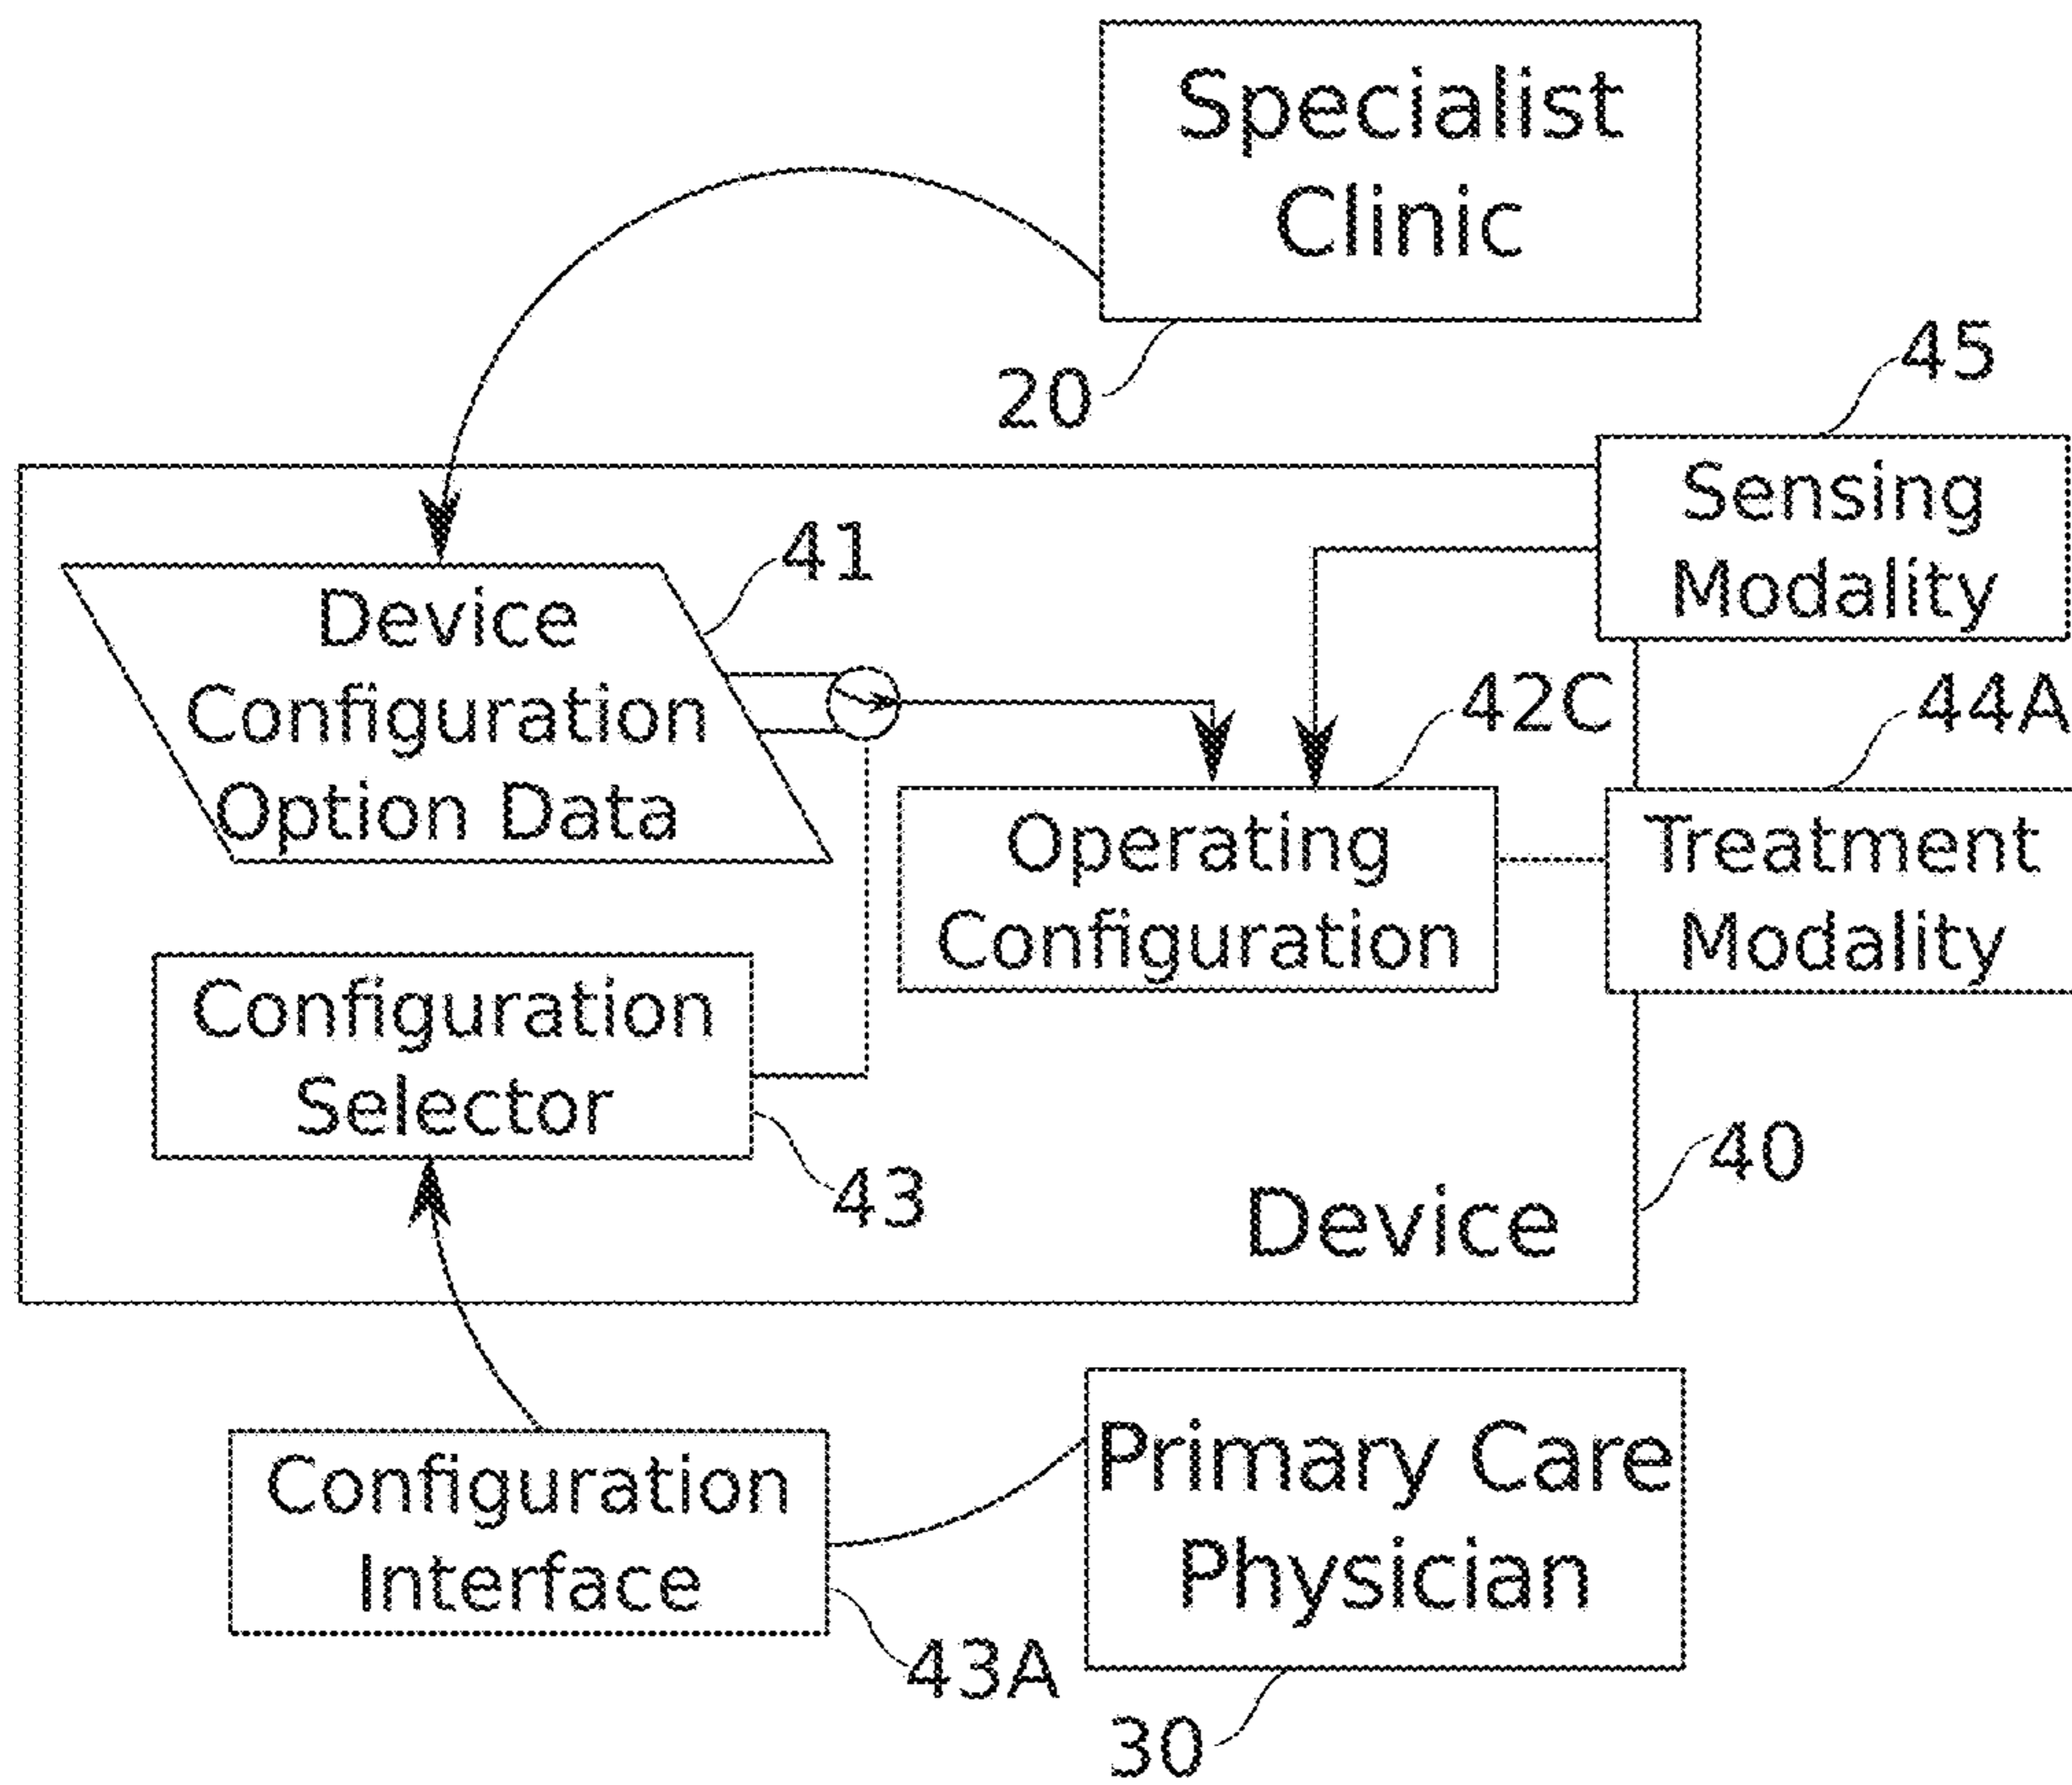 Specialist
Clinic
20
45
Sensing
Modality
41
Device
Configuration
Option Data
42C
44A
Operating
Configuration
Treatment
Modality
Configuration
Selector
43
40
Device
Configuration
Interface
43A
Primary Care
Physician
30